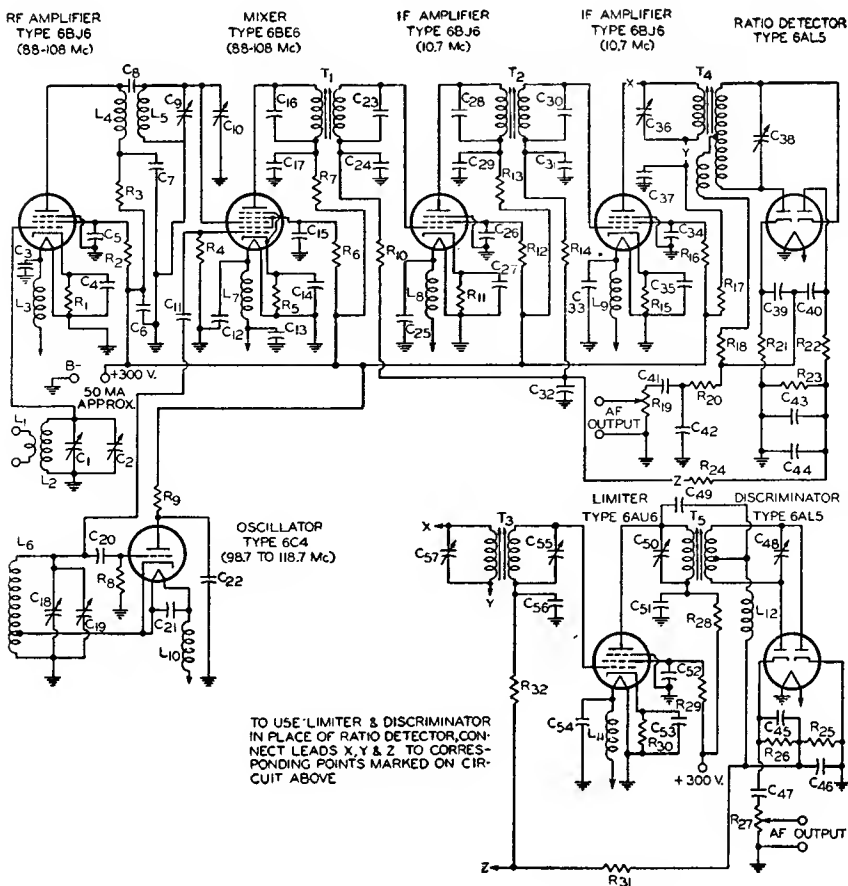 RF AMPLIFIER
TYPE 6BJ6
(88-108 Mc)
MIXER
TYPE 6BE6
(88-108 Mc)
IF AMPLIFIER
TYPE 6BJ6
(10.7 Mc)
IF AMPLIFIER
TYPE 6BJ6
(10.7 Mc)
RATIO DETECTOR
TYPE 6AL5
C8
L4
L5
C9
C10
C7
R3
C3
L3
C4
R1
C5
R2
C6
C11
T1
C16
C17
R7
C23
C24
R4
L7
C12
C13
R5
C14
C15
R6
R10
T2
C28
C29
R13
C30
C31
C25
L8
R11
C27
C26
R12
R14
C33
L9
R15
C35
C34
R16
R17
X
T4
C36
Y
C37
C38
C39
C40
R18
R21
R22
R23
C43
C44
B-
+300 V.
50 MA
APPROX.
C32
C41
R19
R20
AF
OUTPUT
C42
Z
R24
L1
L2
C1
C2
R9
OSCILLATOR
TYPE 6C4
(98.7 TO 118.7 Mc)
L6
C20
R8
C18
C19
C21
L10
C22
LIMITER
TYPE 6AU6
C49
DISCRIMINATOR
TYPE 6AL5
X
T3
C57
Y
C55
C56
R32
C50
T5
C48
C51
R28
L12
C52
R29
C54
L11
R30
C53
+300 V.
C45
R26
R25
C46
C47
R27
AF OUTPUT
Z
R31
TO USE LIMITER & DISCRIMINATOR
IN PLACE OF RATIO DETECTOR, CON-
NECT LEADS X, Y & Z TO CORRES-
PONDING POINTS MARKED ON CIR-
CUIT ABOVE